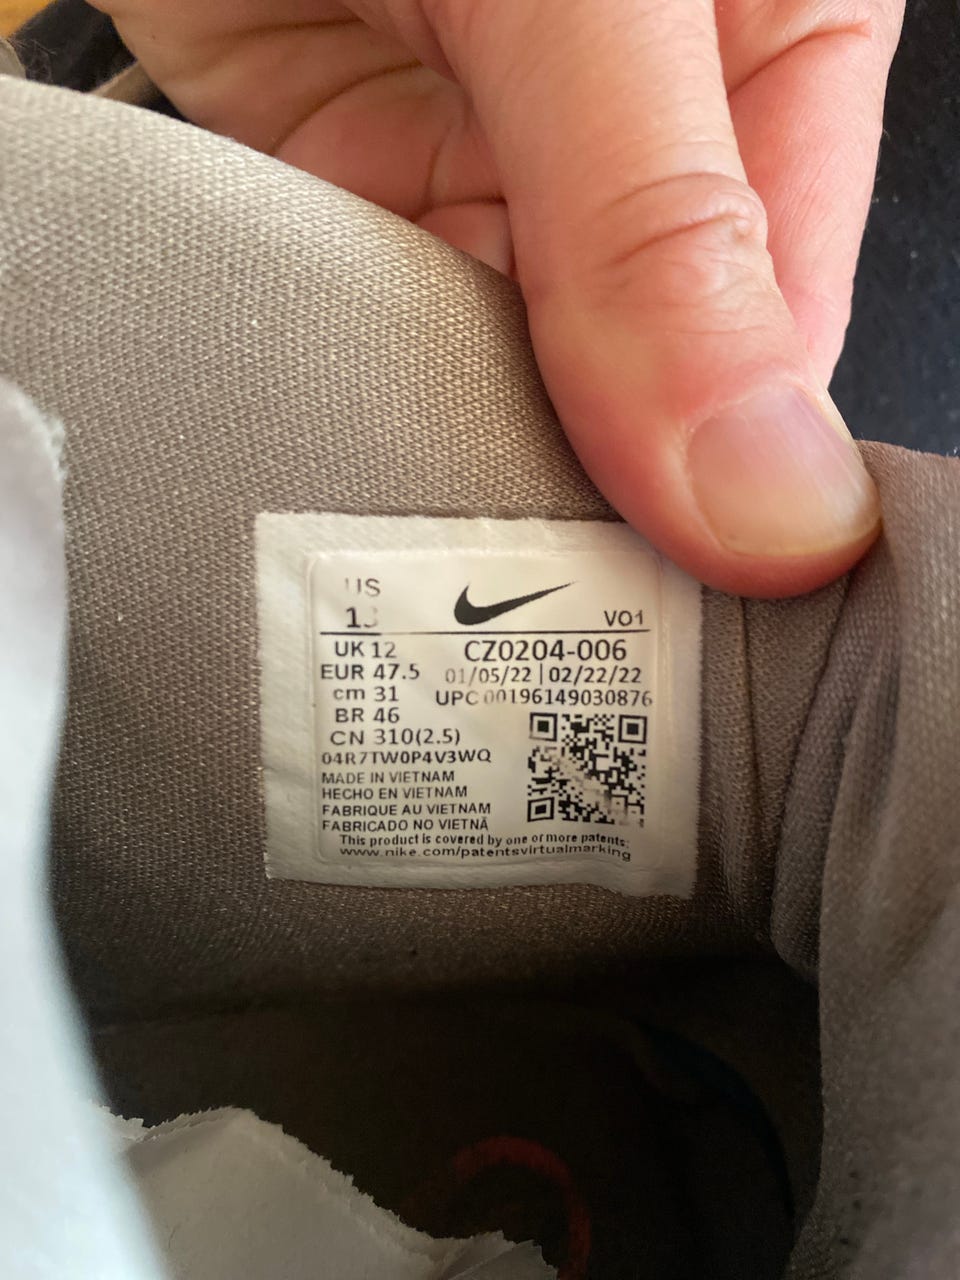 US
13
VO1
UK 12
CZ0204-006
EUR 47.5
01/05/22 | 02/22/22
cm 31
UPC 00196149030876
BR 46
CN 310(2.5)
04R7TW0P4V3WQ
MADE IN VIETNAM
HECHO EN VIETNAM
FABRIQUE AU VIETNAM
FABRICADO NO VIETNÃ
This product is covered by one or more patents:
www.nike.com/patentsvirtualmarking